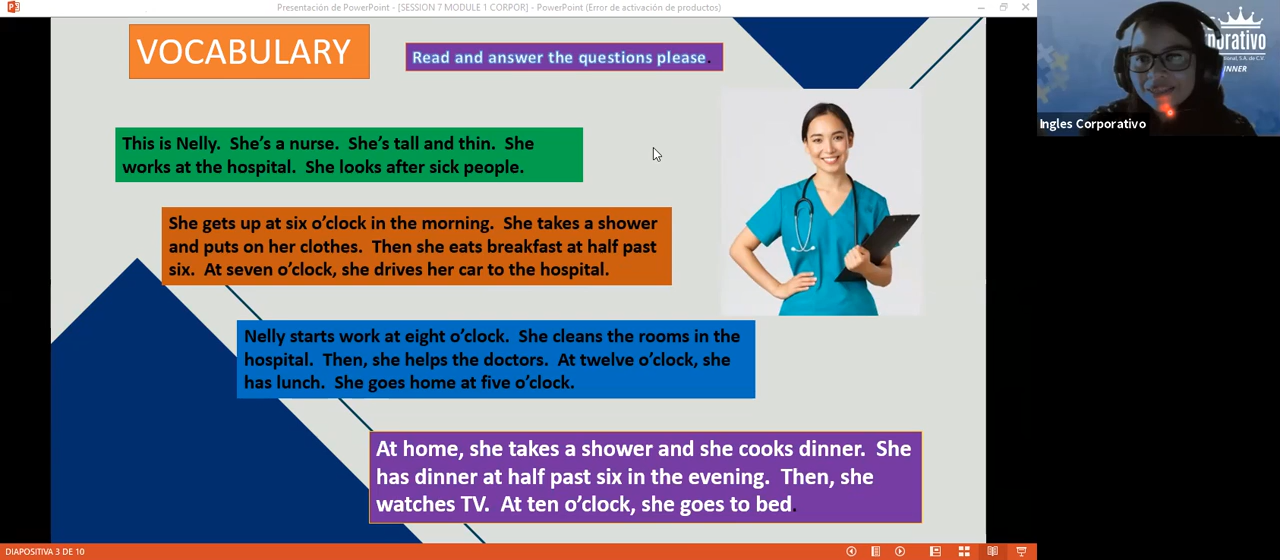 Presentación de PowerPoint - [SESSION 7 MODULE 1 CORPOR] - PowerPoint (Error de activación de productos)
VOCABULARY
Read and answer the questions please.
This is Nelly. She's a nurse. She's tall and thin. She
works at the hospital. She looks after sick people.
She gets up at six o'clock in the morning. She takes a shower
and puts on her clothes. Then she eats breakfast at half past
six. At seven o'clock, she drives her car to the hospital.
Nelly starts work at eight o'clock. She cleans the rooms in the
hospital. Then, she helps the doctors. At twelve o'clock, she
has lunch. She goes home at five o'clock.
At home, she takes a shower and she cooks dinner. She
has dinner at half past six in the evening. Then, she
watches TV. At ten o'clock, she goes to bed.
Ingles Corporativo
DIAPOSITIVA 3 DE 10